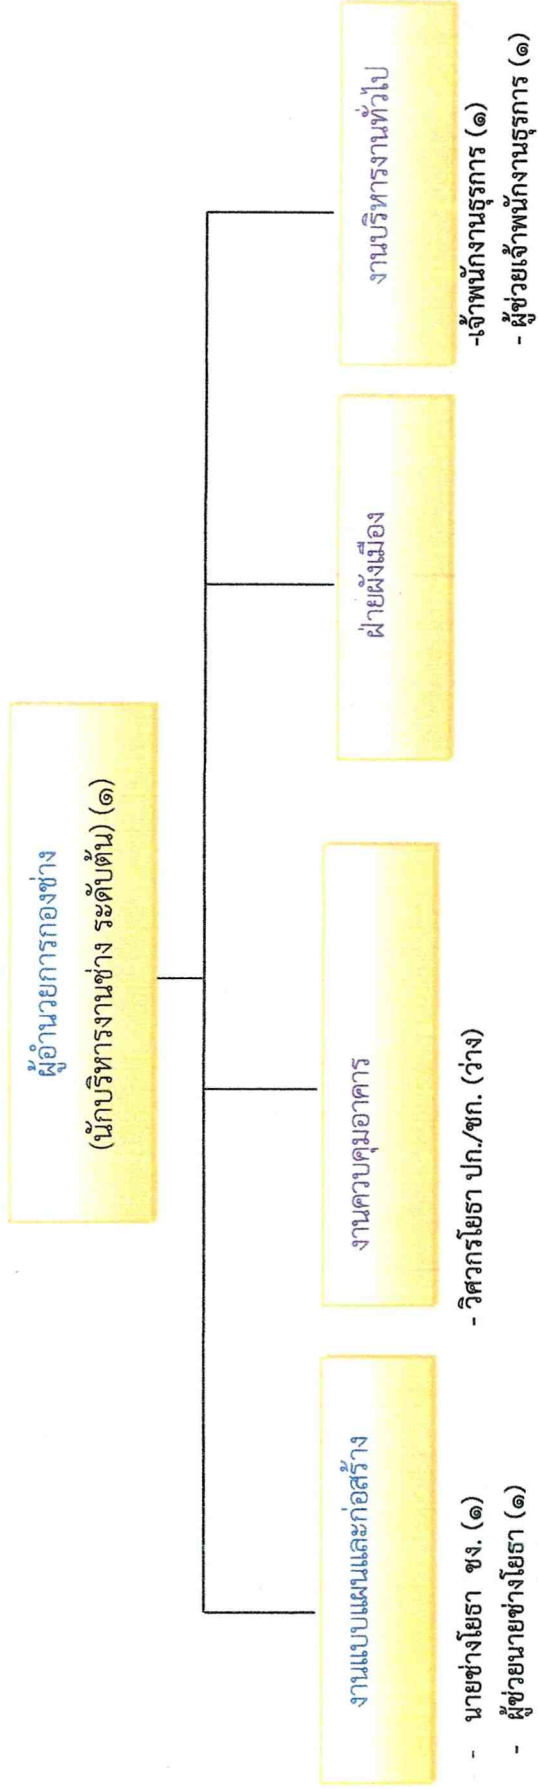 ผู้อำนวยการกองช่าง
(นักบริหารงานช่าง ระดับต้น) (๑)
งานแบบแผนและก่อสร้าง
- นายช่างโยธา ชง. (๑)
- ผู้ช่วยนายช่างโยธา (๑)
งานควบคุมอาคาร
- วิศวกรโยธา ปก./ชก. (ว่าง)
ฝ่ายผังเมือง
งานบริหารงานทั่วไป
-เจ้าพนักงานธุรการ (๑)
- ผู้ช่วยเจ้าพนักงานธุรการ (๑)